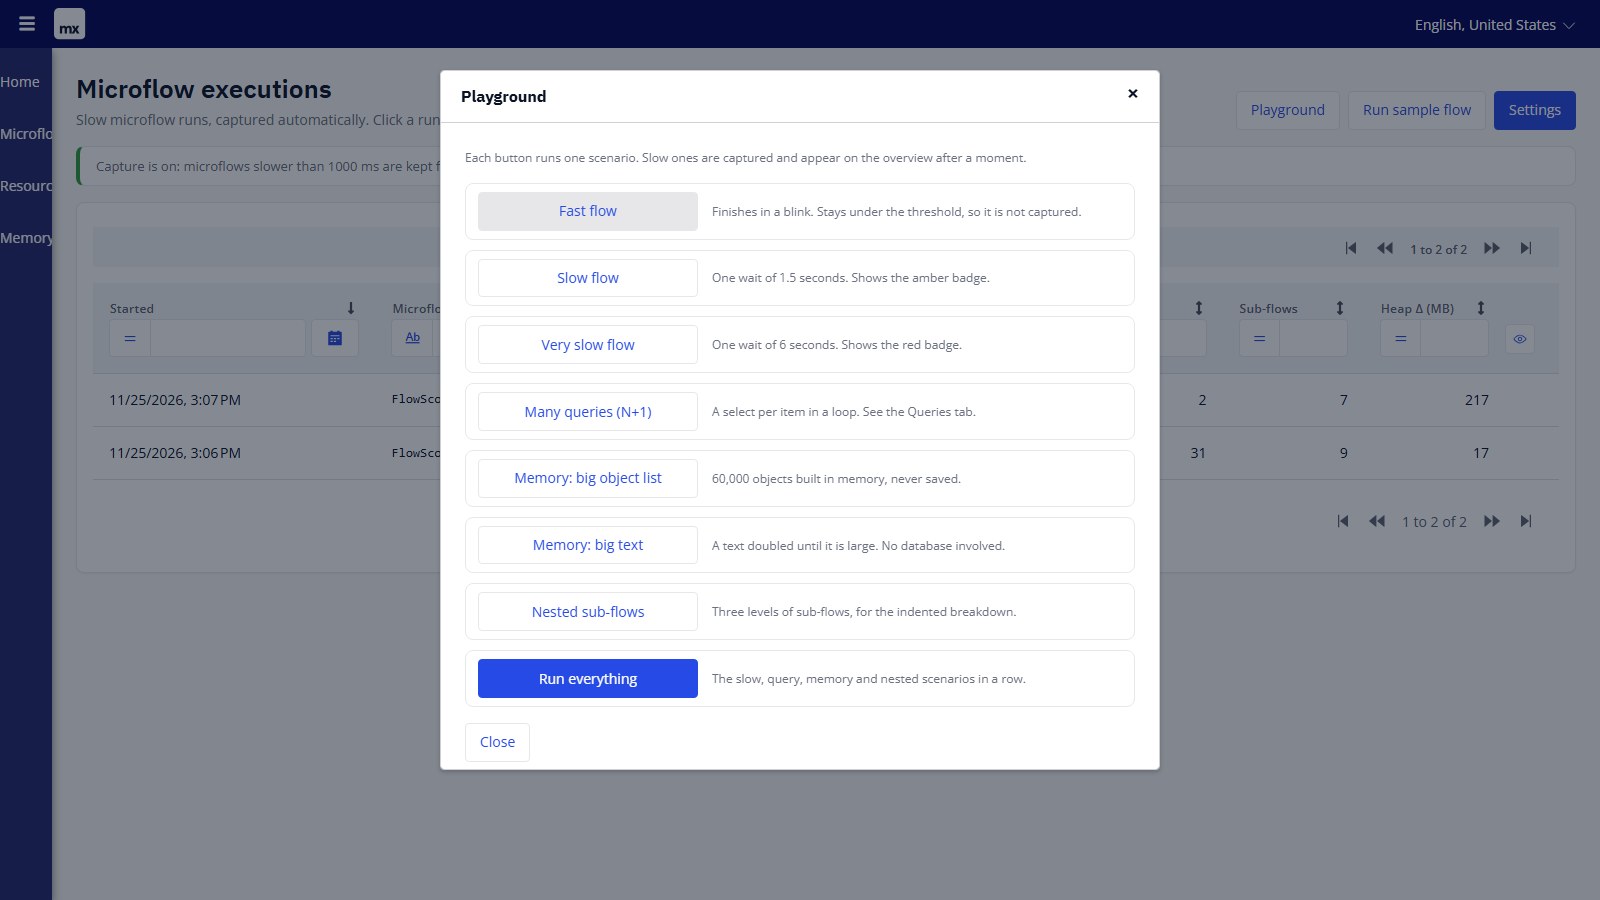 mx
English, United States
Home
Microflo
Resourc
Memory
Microflow executions
Slow microflow runs, captured automatically. Click a run
Playground
Run sample flow
Settings
Capture is on: microflows slower than 1000 ms are kept f
1 to 2 of 2
Started
Microflo
Sub-flows
Heap Δ (MB)
=
Ab
=
=
11/25/2026, 3:07 PM
FlowSco
2
7
217
11/25/2026, 3:06 PM
FlowSco
31
9
17
1 to 2 of 2
Playground
×
Each button runs one scenario. Slow ones are captured and appear on the overview after a moment.
Fast flow
Finishes in a blink. Stays under the threshold, so it is not captured.
Slow flow
One wait of 1.5 seconds. Shows the amber badge.
Very slow flow
One wait of 6 seconds. Shows the red badge.
Many queries (N+1)
A select per item in a loop. See the Queries tab.
Memory: big object list
60,000 objects built in memory, never saved.
Memory: big text
A text doubled until it is large. No database involved.
Nested sub-flows
Three levels of sub-flows, for the indented breakdown.
Run everything
The slow, query, memory and nested scenarios in a row.
Close